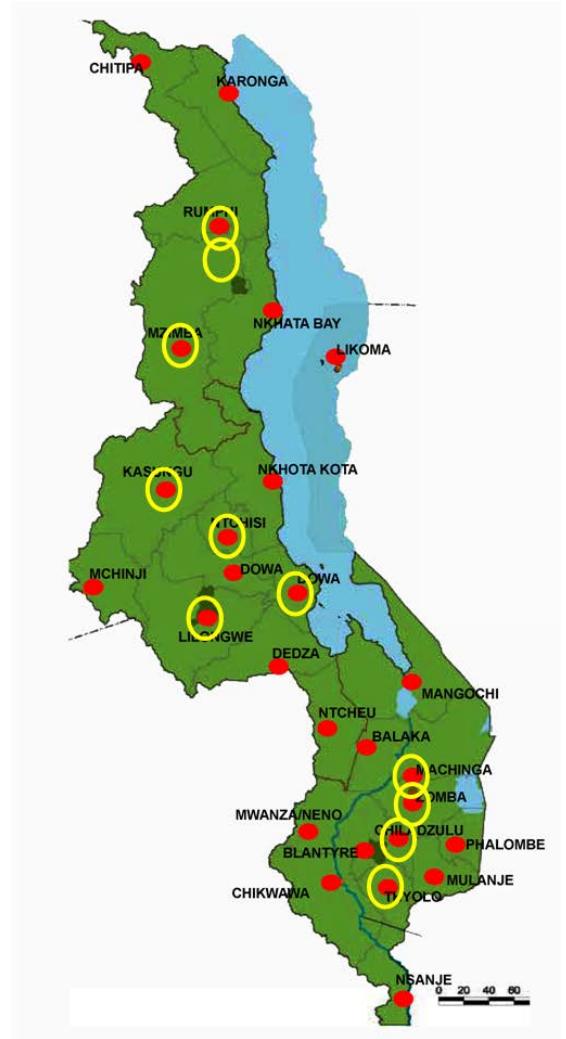 CHITIPA
KARONGA
RUMPHI
NKHATA BAY
MZIMBA
LIKOMA
KASUNGU
NKHOTA KOTA
NTCHISI
DOWA
MCHINJI
DOWA
LILONGWE
DEDZA
MANGOCHI
NTCHEU
BALAKA
MACHINGA
ZOMBA
MWANZA/NENO
CHILADZULU
PHALOMBE
BLANTYRE
MULANJE
CHIKWAWA
THYOLO
NSANJE
0 20 40 60